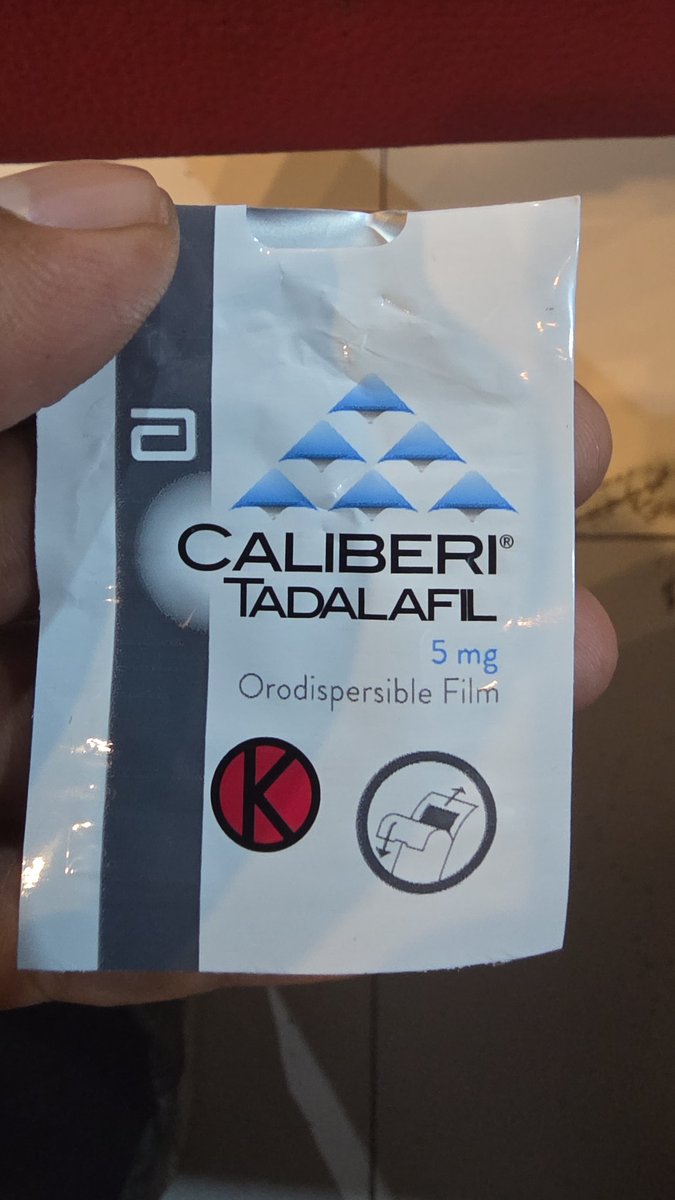 CALIBERI®
TADALAFIL
5 mg
Orodispersible Film
K